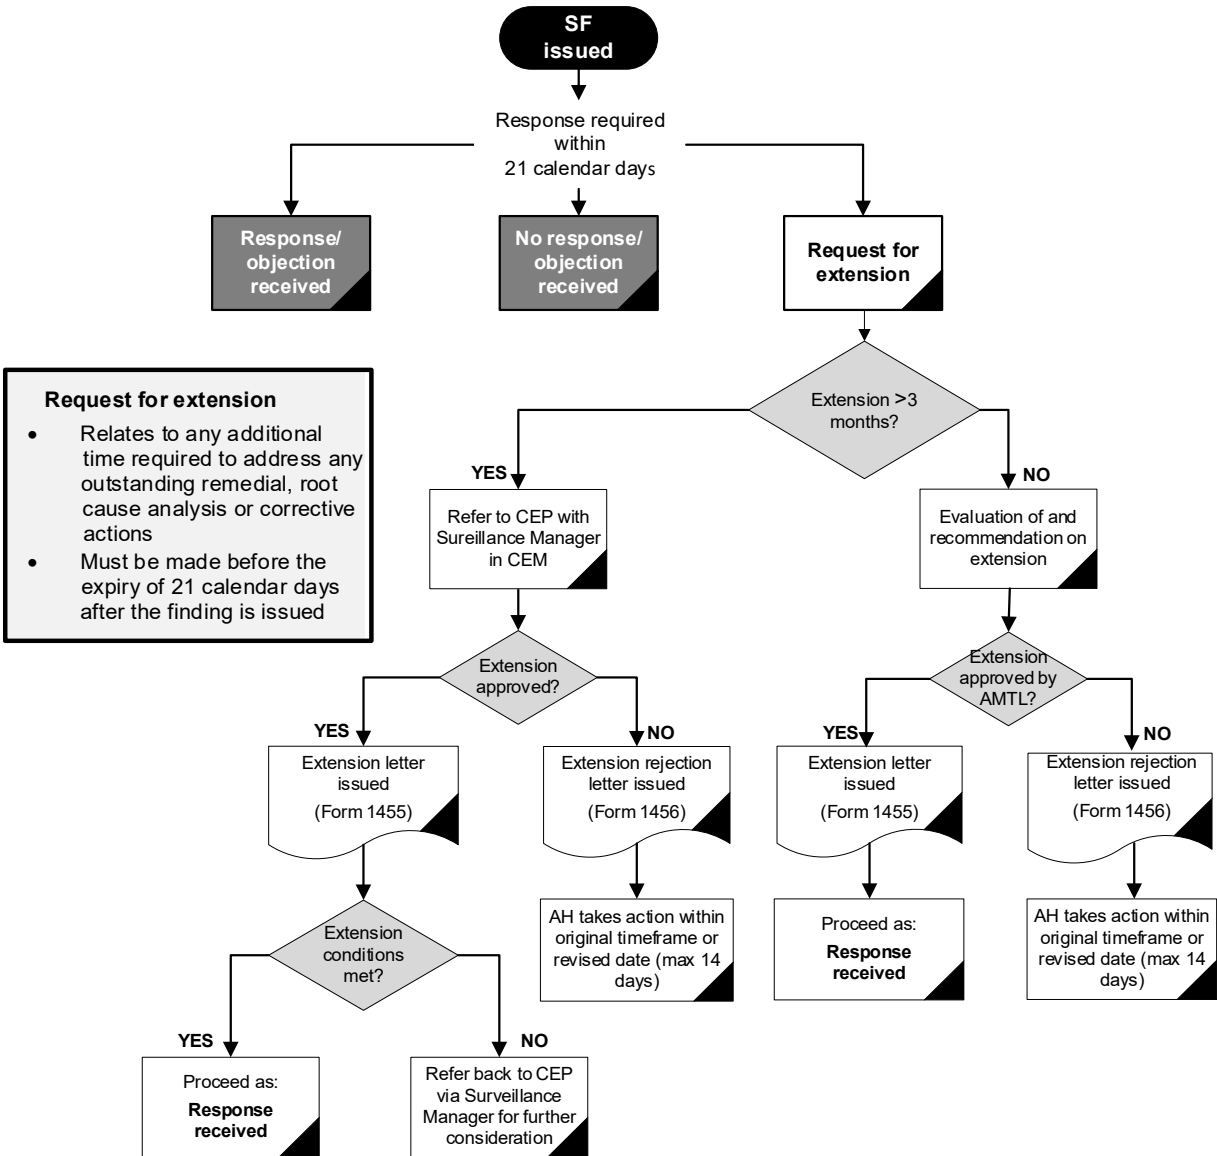 SF
issued
Response required
within
21 calendar days
Response/
objection
received
No response/
objection
received
Request for
extension
Request for extension
• Relates to any additional
time required to address any
outstanding remedial, root
cause analysis or corrective
actions
• Must be made before the
expiry of 21 calendar days
after the finding is issued
Extension >3
months?
YES
NO
Refer to CEP with
Sureillance Manager
in CEM
Evaluation of and
recommendation on
extension
Extension
approved?
Extension
approved by
AMTL?
YES
NO
YES
NO
Extension letter
issued
(Form 1455)
Extension rejection
letter issued
(Form 1456)
Extension letter
issued
(Form 1455)
Extension rejection
letter issued
(Form 1456)
Extension
conditions
met?
AH takes action within
original timeframe or
revised date (max 14
days)
Proceed as:
Response
received
AH takes action within
original timeframe or
revised date (max 14
days)
YES
NO
Proceed as:
Response
received
Refer back to CEP
via Surveillance
Manager for further
consideration